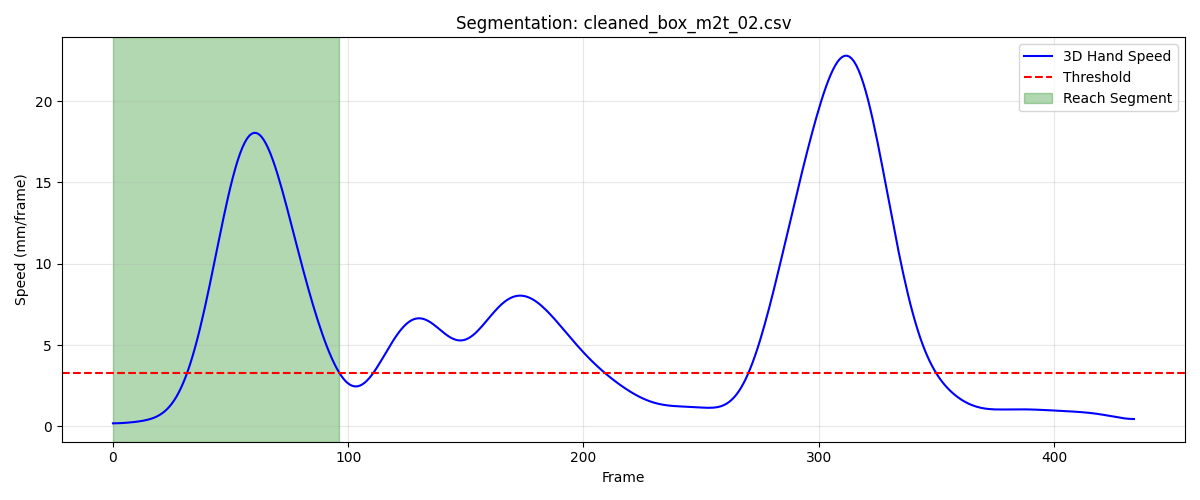 Segmentation: cleaned_box_m2t_02.csv
3D Hand Speed
Threshold
Reach Segment
Speed (mm/frame)
20
15
10
5
0
0 100 200 300 400
Frame